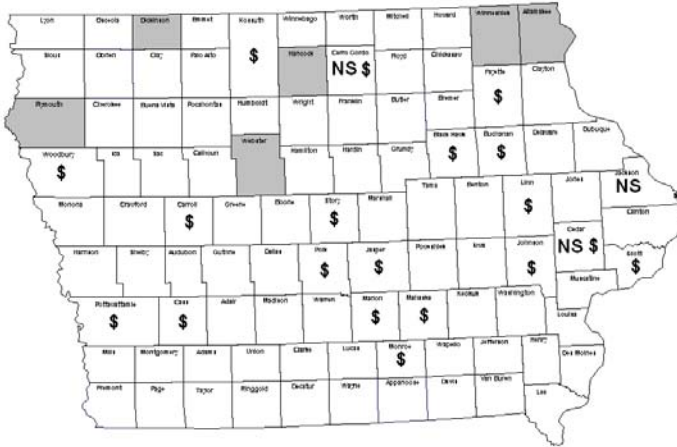 Lyon Osceola Dickinson Emmet Kossuth Winnebago Worth Mitchell Howard Winneshiek Allamakee
$
Sioux Obrien Clay Palo Alto Hancock Cerro Gordo Floyd Chickasaw
NS $
Fayette Clayton
$
Plymouth Cherokee Buena Vista Pocahontas Humboldt Wright Franklin Butler Bremer
Woodbury Ida Sac Calhoun Webster Hamilton Hardin Grundy Black Hawk Buchanan Delaware Dubuque
$ $ $
Monona Crawford Carroll Greene Boone Story Marshall Tama Benton Linn Jones Jackson
$ $ $ NS
Clinton
Harrison Shelby Audubon Guthrie Dallas Polk Jasper Poweshiek Iowa Johnson Cedar Scott
$ $ $ NS $ $
Muscatine
Pottawattamie Cass Adair Madison Warren Marion Mahaska Keokuk Washington Louisa
$ $ $ $
Mills Montgomery Adams Union Clarke Lucas Monroe Wapello Jefferson Henry Des Moines
$
Fremont Page Taylor Ringgold Decatur Wayne Appanoose Davis Van Buren Lee